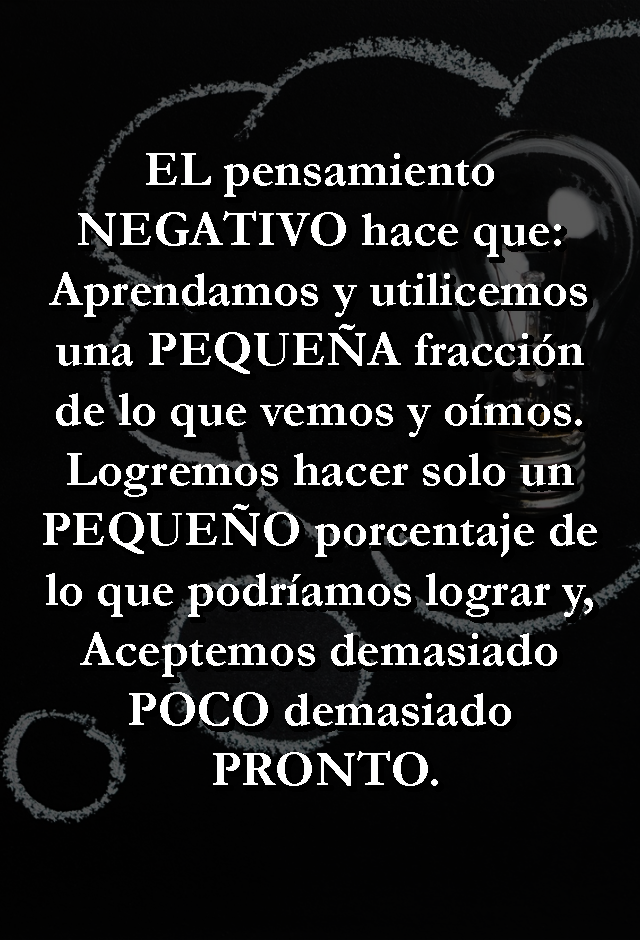 EL pensamiento
NEGATIVO hace que:
Aprendamos y utilicemos
una PEQUEÑA fracción
de lo que vemos y oímos.
Logremos hacer solo un
PEQUEÑO porcentaje de
lo que podríamos lograr y,
Aceptemos demasiado
POCO demasiado
PRONTO.